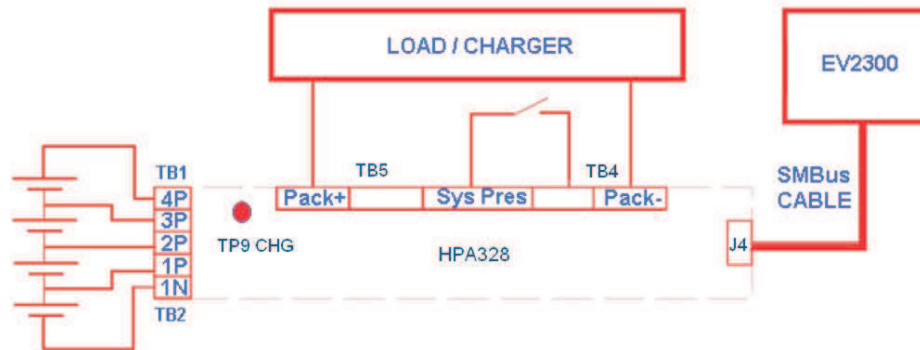 LOAD / CHARGER
EV2300
TB1
TB5
TB4
4P
Pack+
Sys Pres
Pack-
SMBus
CABLE
3P
TP9 CHG
2P
HPA328
J4
1P
1N
TB2